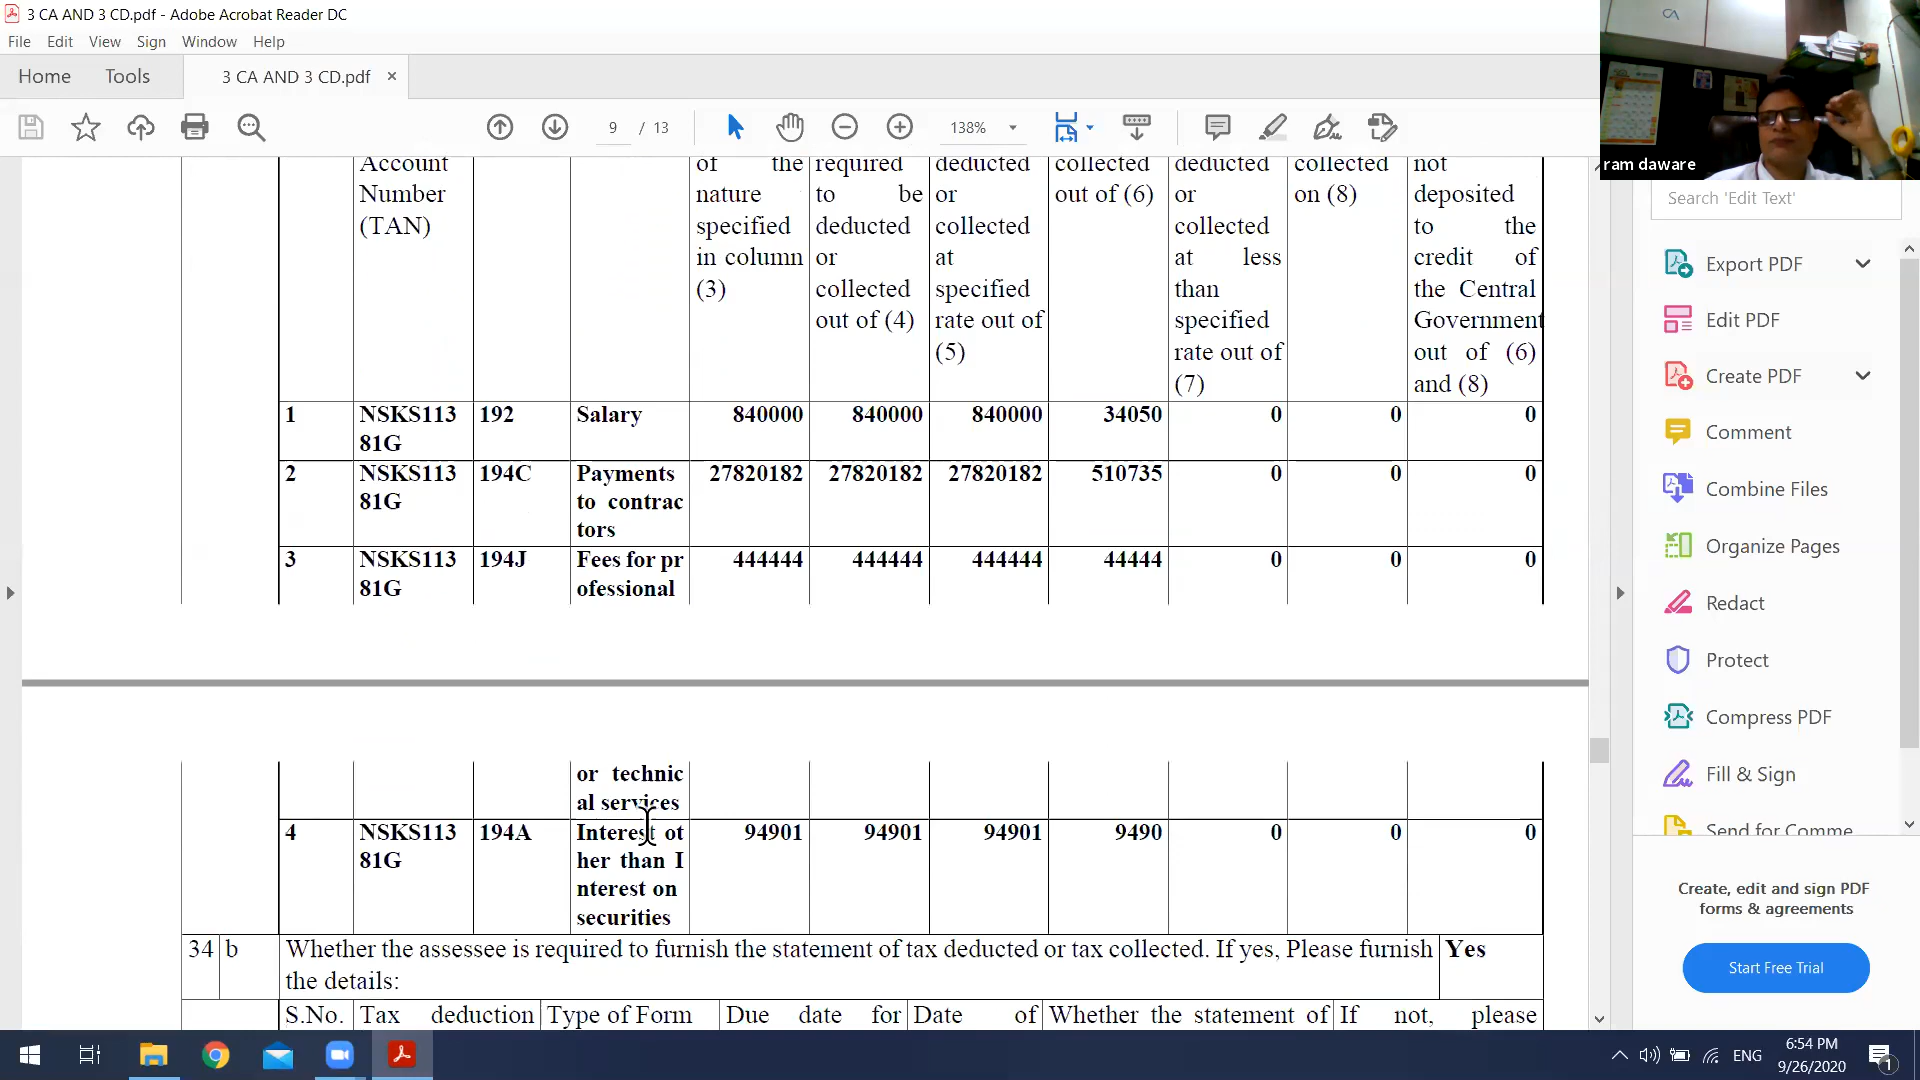 3 CA AND 3 CD.pdf - Adobe Acrobat Reader DC
File Edit View Sign Window Help
Home Tools 3 CA AND 3 CD.pdf ×
9 / 13 138%
ram daware
Account of the required deducted collected deducted collected not
Number nature to be or out of (6) or on (8) deposited
(TAN) specified deducted collected collected to the
in column or at at less credit of
(3) collected specified than the Central
out of (4) rate out of specified Government
(5) rate out of out of (6)
(7) and (8)
1 NSKS113 192 Salary 840000 840000 840000 34050 0 0 0
81G
2 NSKS113 194C Payments 27820182 27820182 27820182 510735 0 0 0
81G to contrac
tors
3 NSKS113 194J Fees for pr 444444 444444 444444 44444 0 0 0
81G ofessional
or technic
al services
4 NSKS113 194A Interest ot 94901 94901 94901 9490 0 0 0
81G her than I
nterest on
securities
34 b Whether the assessee is required to furnish the statement of tax deducted or tax collected. If yes, Please furnish Yes
the details:
S.No. Tax deduction Type of Form Due date for Date of Whether the statement of If not, please
Search 'Edit Text'
Export PDF
Edit PDF
Create PDF
Comment
Combine Files
Organize Pages
Redact
Protect
Compress PDF
Fill & Sign
Send for Comme
Create, edit and sign PDF
forms & agreements
Start Free Trial
ENG
6:54 PM
9/26/2020
1